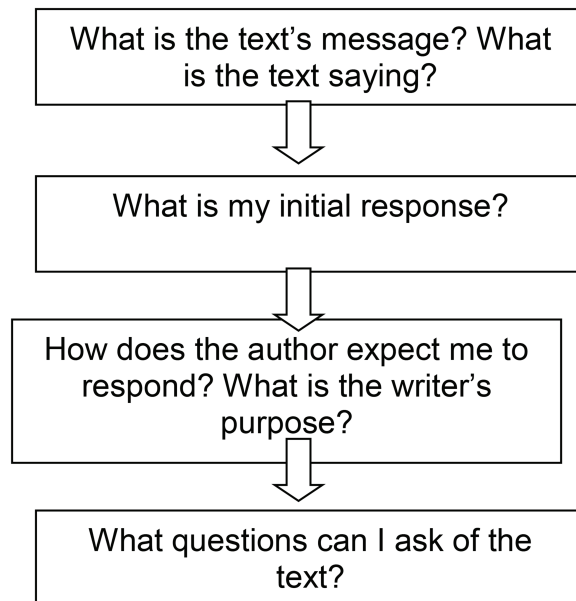 What is the text’s message? What
is the text saying?
What is my initial response?
How does the author expect me to
respond? What is the writer’s
purpose?
What questions can I ask of the
text?